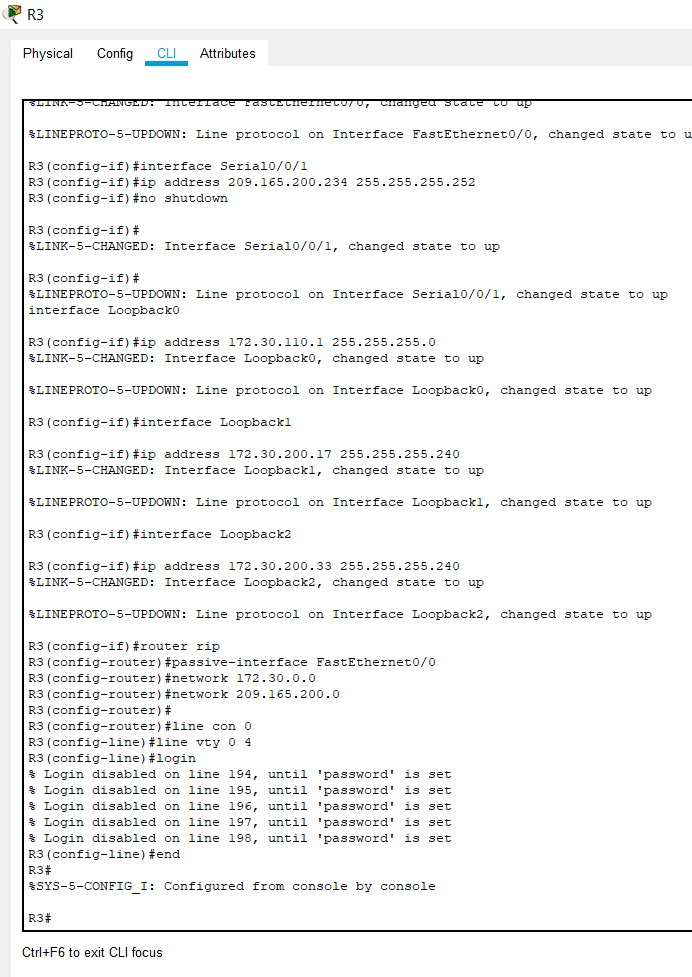 R3
Physical Config CLI Attributes
%LINK-5-CHANGED: Interface FastEthernet0/0, changed state to up
%LINEPROTO-5-UPDOWN: Line protocol on Interface FastEthernet0/0, changed state to u
R3(config-if)#interface Serial0/0/1
R3(config-if)#ip address 209.165.200.234 255.255.255.252
R3(config-if)#no shutdown
R3(config-if)#
%LINK-5-CHANGED: Interface Serial0/0/1, changed state to up
R3(config-if)#
%LINEPROTO-5-UPDOWN: Line protocol on Interface Serial0/0/1, changed state to up
interface Loopback0
R3(config-if)#ip address 172.30.110.1 255.255.255.0
%LINK-5-CHANGED: Interface Loopback0, changed state to up
%LINEPROTO-5-UPDOWN: Line protocol on Interface Loopback0, changed state to up
R3(config-if)#interface Loopback1
R3(config-if)#ip address 172.30.200.17 255.255.255.240
%LINK-5-CHANGED: Interface Loopback1, changed state to up
%LINEPROTO-5-UPDOWN: Line protocol on Interface Loopback1, changed state to up
R3(config-if)#interface Loopback2
R3(config-if)#ip address 172.30.200.33 255.255.255.240
%LINK-5-CHANGED: Interface Loopback2, changed state to up
%LINEPROTO-5-UPDOWN: Line protocol on Interface Loopback2, changed state to up
R3(config-if)#router rip
R3(config-router)#passive-interface FastEthernet0/0
R3(config-router)#network 172.30.0.0
R3(config-router)#network 209.165.200.0
R3(config-router)#
R3(config-router)#line con 0
R3(config-line)#line vty 0 4
R3(config-line)#login
% Login disabled on line 194, until 'password' is set
% Login disabled on line 195, until 'password' is set
% Login disabled on line 196, until 'password' is set
% Login disabled on line 197, until 'password' is set
% Login disabled on line 198, until 'password' is set
R3(config-line)#end
R3#
%SYS-5-CONFIG_I: Configured from console by console
R3#
Ctrl+F6 to exit CLI focus